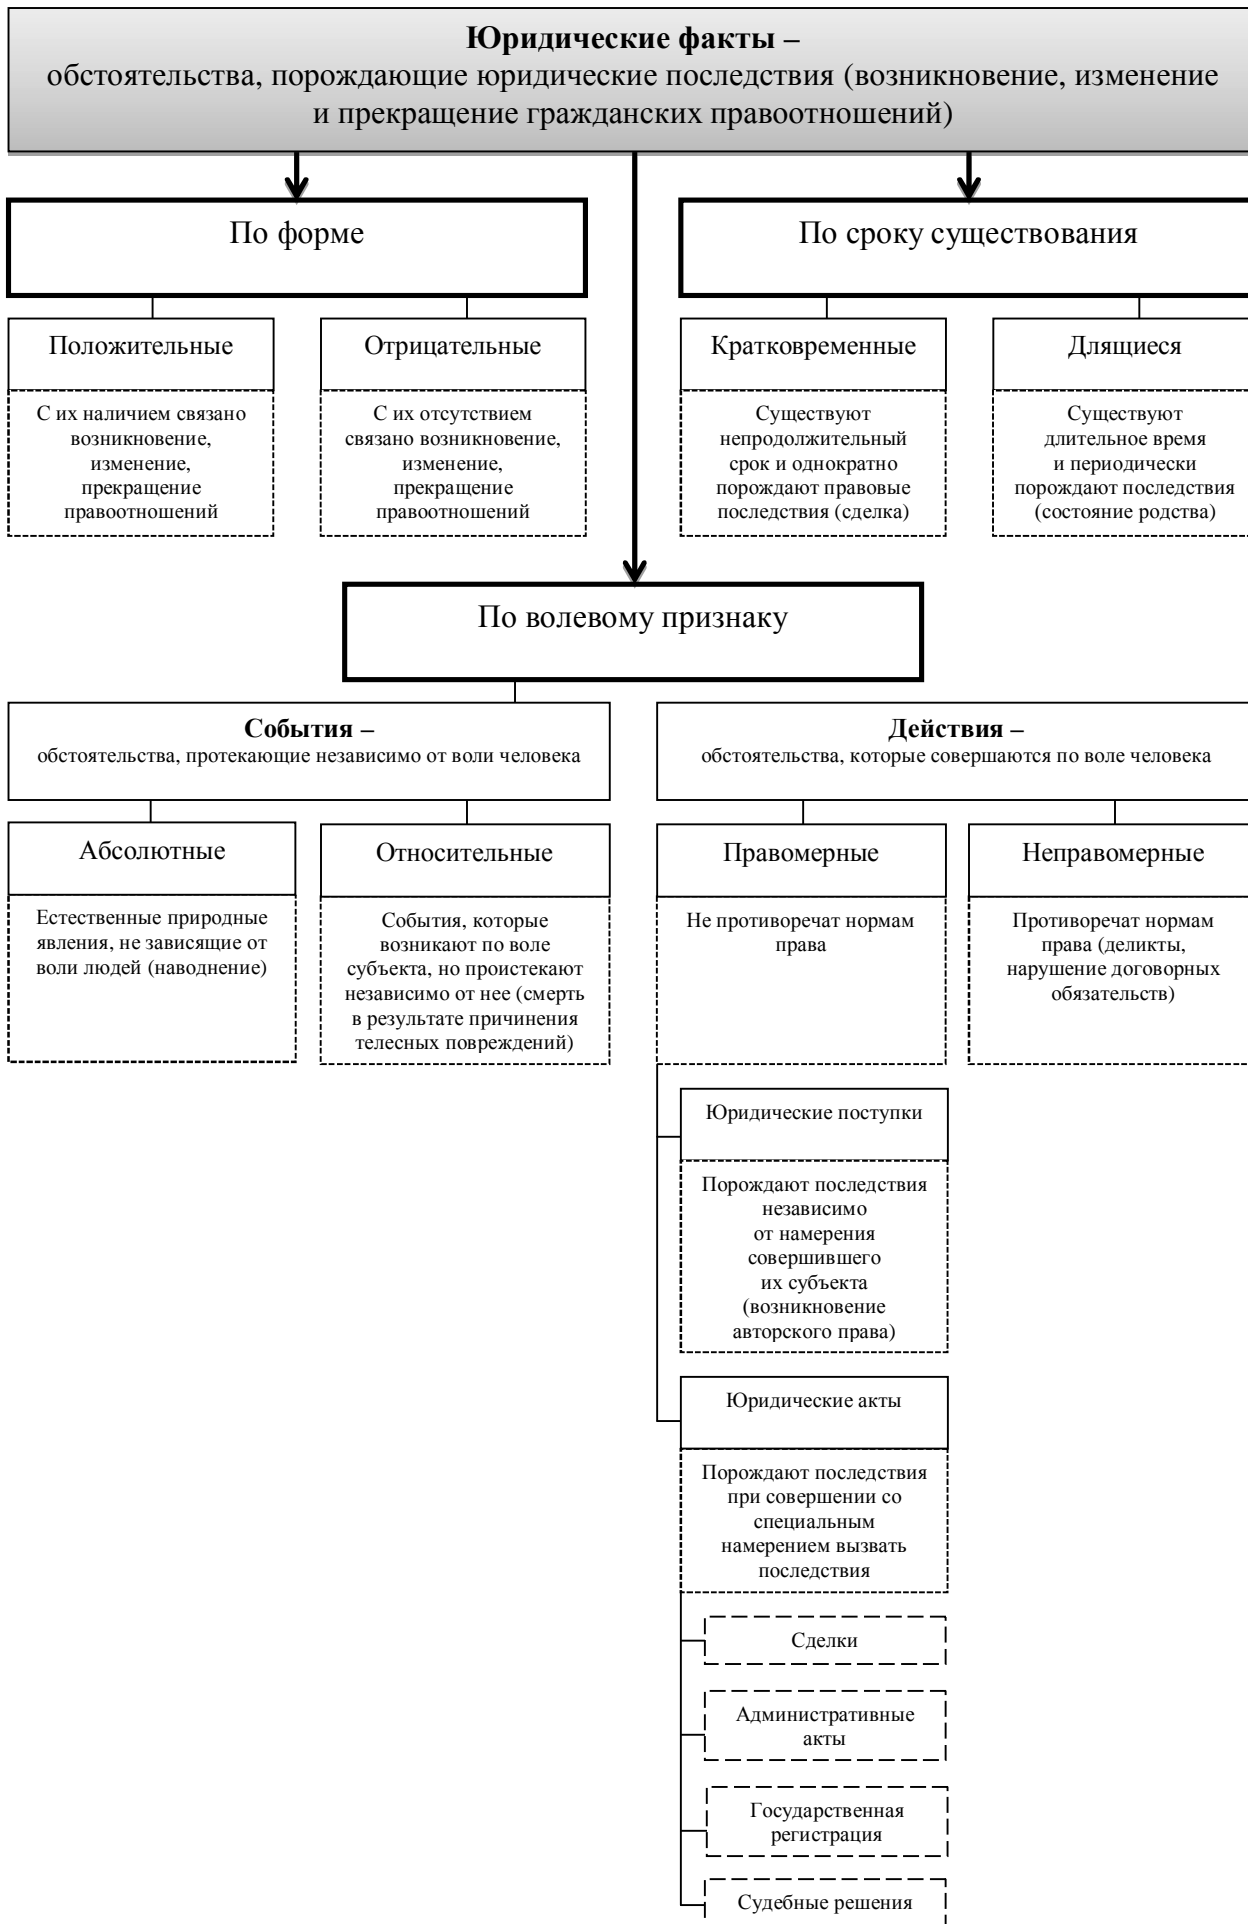 Юридические факты –
обстоятельства, порождающие юридические последствия (возникновение, изменение
и прекращение гражданских правоотношений)
По форме
По сроку существования
Положительные
Отрицательные
Кратковременные
Длящиеся
С их наличием связано
возникновение,
изменение,
прекращение
правоотношений
С их отсутствием
связано возникновение,
изменение,
прекращение
правоотношений
Существуют
непродолжительный
срок и однократно
порождают правовые
последствия (сделка)
Существуют
длительное время
и периодически
порождают последствия
(состояние родства)
По волевому признаку
События –
обстоятельства, протекающие независимо от воли человека
Действия –
обстоятельства, которые совершаются по воле человека
Абсолютные
Относительные
Правомерные
Неправомерные
Естественные природные
явления, не зависящие от
воли людей (наводнение)
События, которые
возникают по воле
субъекта, но проистекают
независимо от нее (смерть
в результате причинения
телесных повреждений)
Не противоречат нормам
права
Противоречат нормам
права (деликты,
нарушение договорных
обязательств)
Юридические поступки
Порождают последствия
независимо
от намерения
совершившего
их субъекта
(возникновение
авторского права)
Юридические акты
Порождают последствия
при совершении со
специальным
намерением вызвать
последствия
Сделки
Административные
акты
Государственная
регистрация
Судебные решения